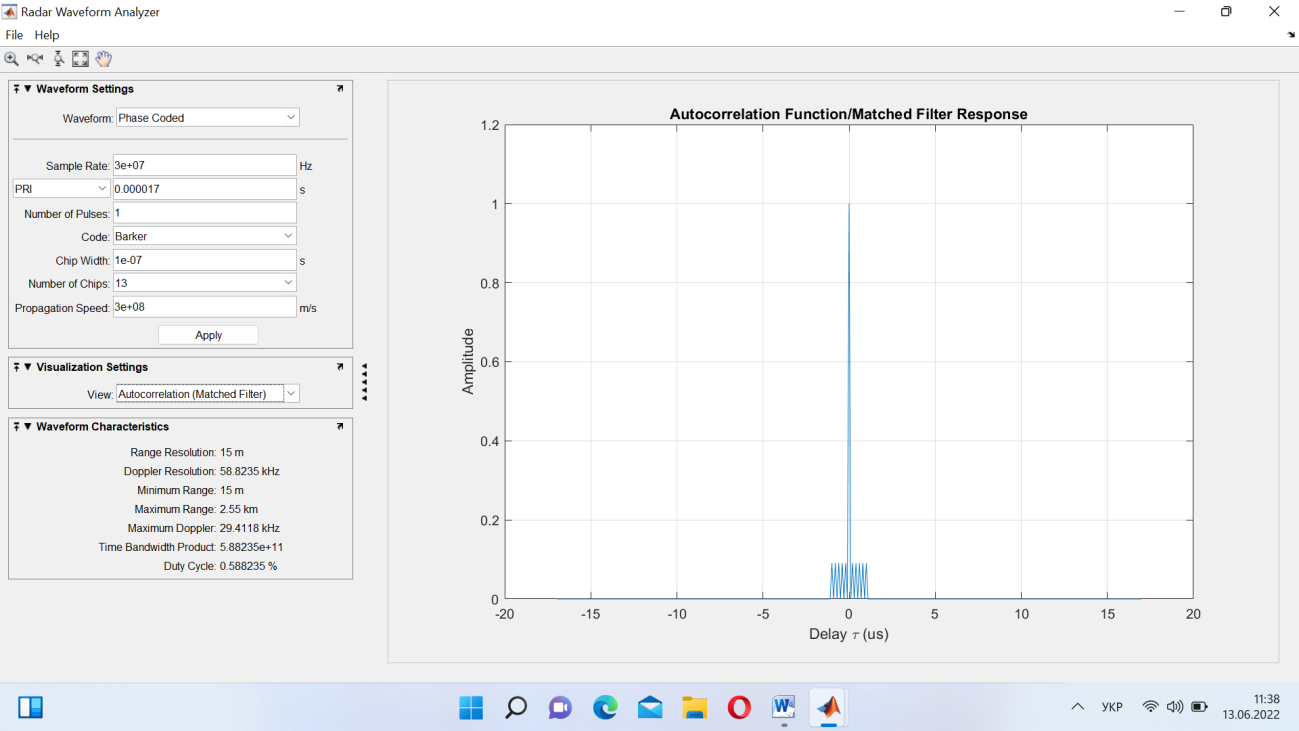 Radar Waveform Analyzer
File Help
Waveform Settings
Waveform: Phase Coded
Sample Rate: 3e+07 Hz
PRI 0.000017 s
Number of Pulses: 1
Code: Barker
Chip Width: 1e-07 s
Number of Chips: 13
Propagation Speed: 3e+08 m/s
Apply
Visualization Settings
View: Autocorrelation (Matched Filter)
Waveform Characteristics
Range Resolution: 15 m
Doppler Resolution: 58.8235 kHz
Minimum Range: 15 m
Maximum Range: 2.55 km
Maximum Doppler: 29.4118 kHz
Time Bandwidth Product: 5.88235e+11
Duty Cycle: 0.588235 %
Autocorrelation Function/Matched Filter Response
1.2
1
0.8
0.6
0.4
0.2
0
Amplitude
-20 -15 -10 -5 0 5 10 15 20
Delay τ (us)
W
УКР
11:38
13.06.2022